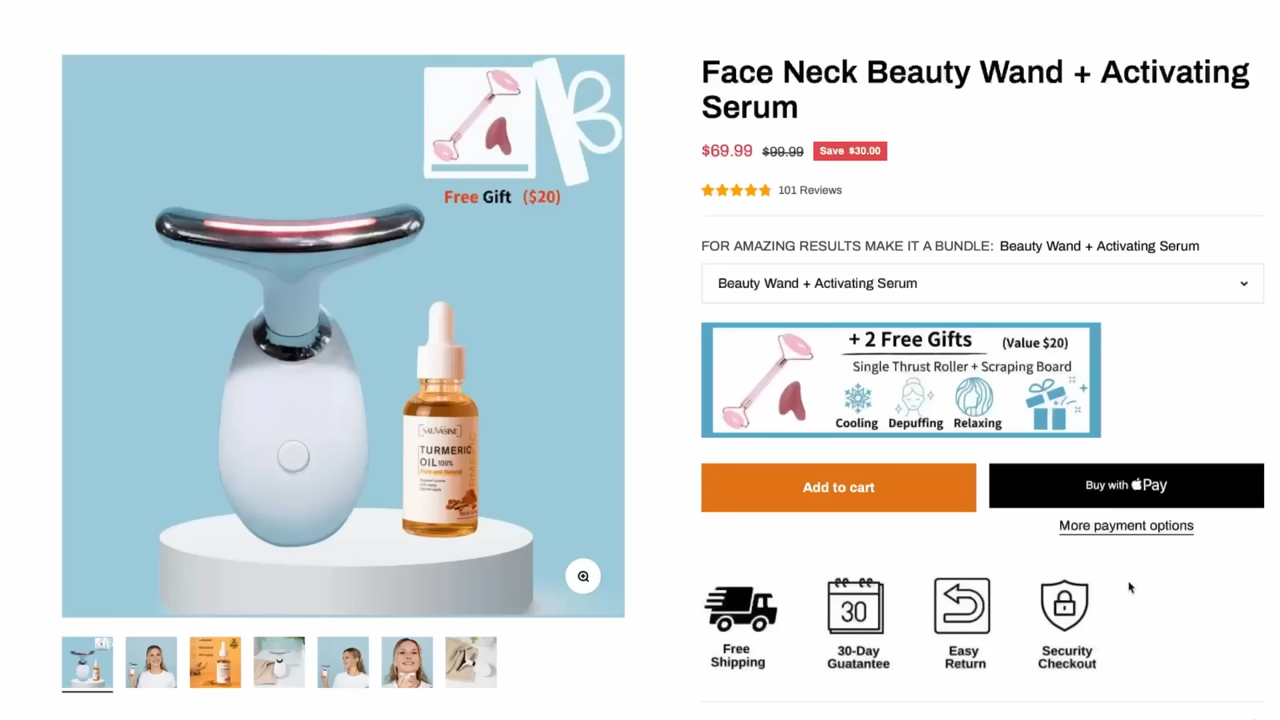 Face Neck Beauty Wand + Activating
Serum
$69.99 $99.99 Save $30.00
101 Reviews
FOR AMAZING RESULTS MAKE IT A BUNDLE: Beauty Wand + Activating Serum
Beauty Wand + Activating Serum
+ 2 Free Gifts (Value $20)
Single Thrust Roller + Scraping Board
Cooling Depuffing Relaxing
Add to cart
Buy with Pay
More payment options
30
Free
Shipping
30-Day
Guatantee
Easy
Return
Security
Checkout
Free Gift ($20)
SAUVASINE
TURMERIC
OIL 100%